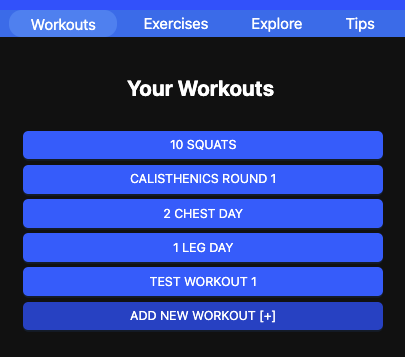 Workouts Exercises Explore Tips
Your Workouts
10 SQUATS
CALISTHENICS ROUND 1
2 CHEST DAY
1 LEG DAY
TEST WORKOUT 1
ADD NEW WORKOUT [+]